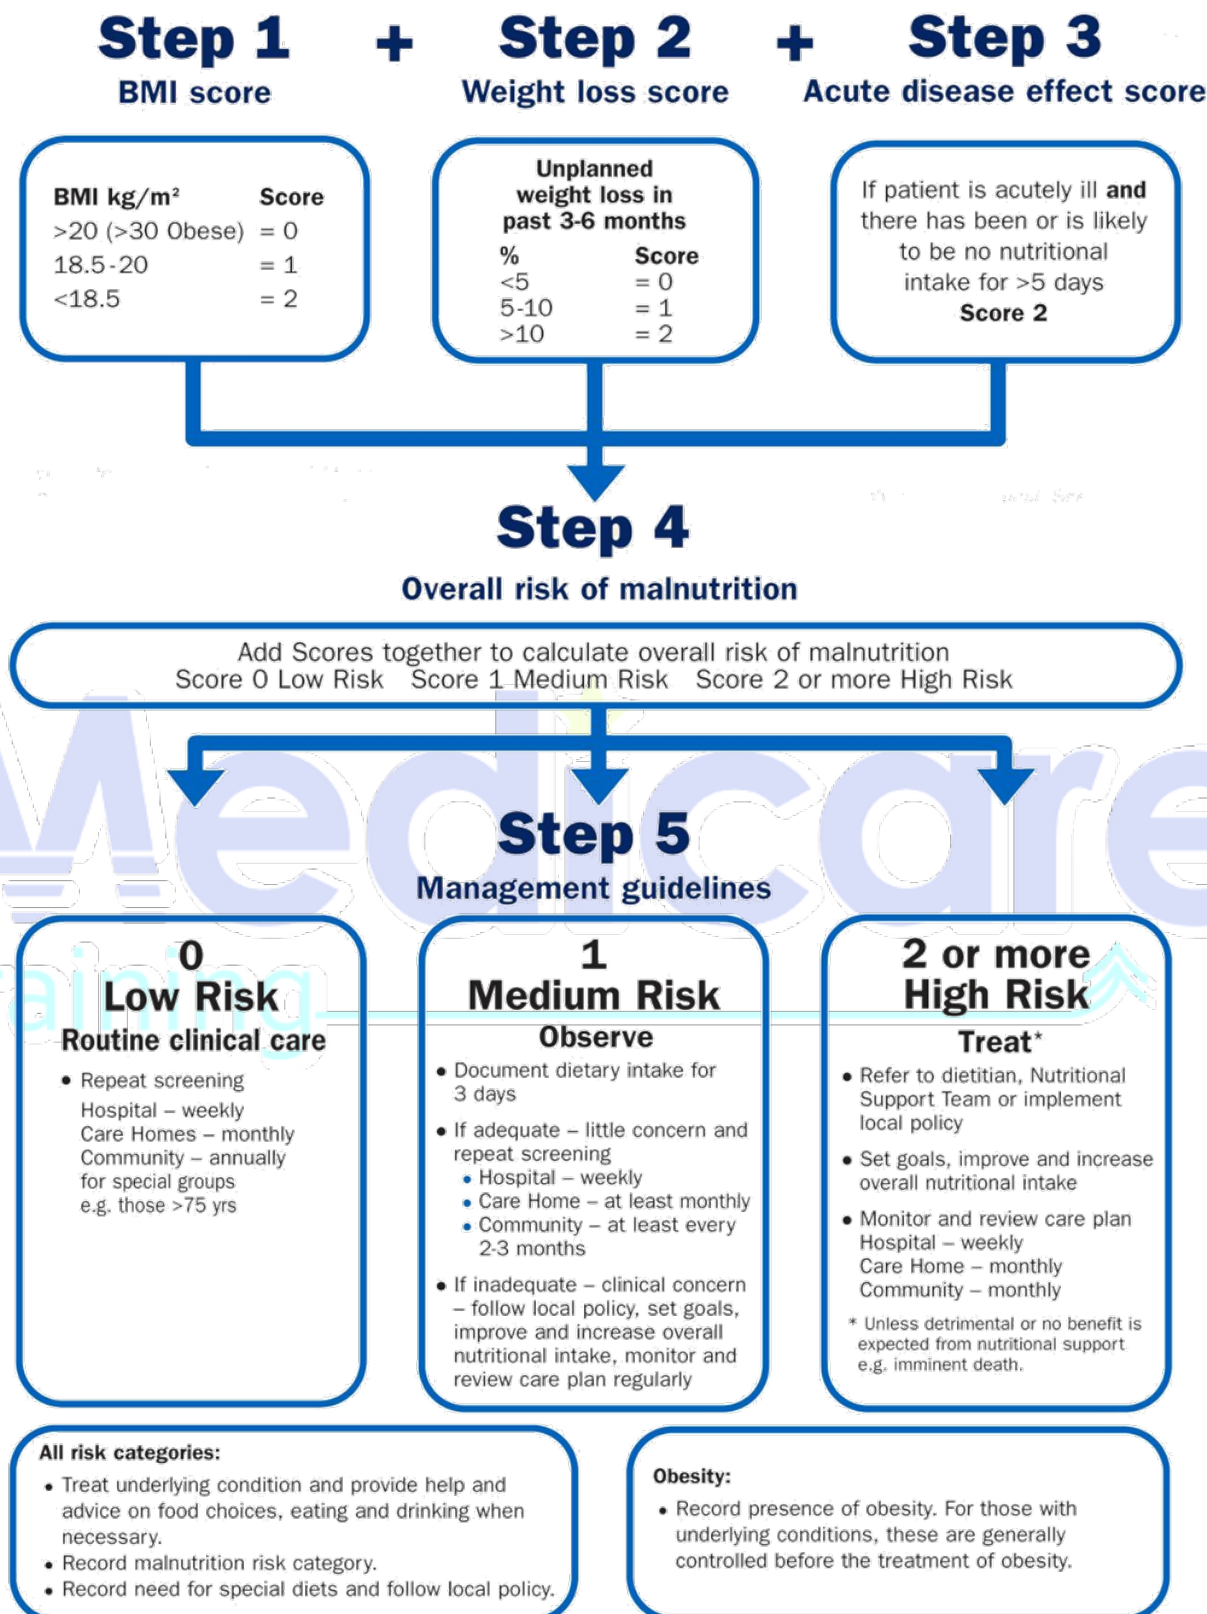 Step 1 + Step 2 + Step 3
BMI score
Weight loss score
Acute disease effect score
BMI kg/m² Score
>20 (>30 Obese) = 0
18.5-20 = 1
<18.5 = 2
Unplanned
weight loss in
past 3-6 months
% Score
<5 = 0
5-10 = 1
>10 = 2
If patient is acutely ill and
there has been or is likely
to be no nutritional
intake for >5 days
Score 2
Step 4
Overall risk of malnutrition
Add Scores together to calculate overall risk of malnutrition
Score 0 Low Risk Score 1 Medium Risk Score 2 or more High Risk
Medicare
Training
Step 5
Management guidelines
0
Low Risk
Routine clinical care
• Repeat screening
Hospital – weekly
Care Homes – monthly
Community – annually
for special groups
e.g. those >75 yrs
1
Medium Risk
Observe
• Document dietary intake for
3 days
• If adequate – little concern and
repeat screening
• Hospital – weekly
• Care Home – at least monthly
• Community – at least every
2-3 months
• If inadequate – clinical concern
– follow local policy, set goals,
improve and increase overall
nutritional intake, monitor and
review care plan regularly
2 or more
High Risk
Treat*
• Refer to dietitian, Nutritional
Support Team or implement
local policy
• Set goals, improve and increase
overall nutritional intake
• Monitor and review care plan
Hospital – weekly
Care Home – monthly
Community – monthly
* Unless detrimental or no benefit is
expected from nutritional support
e.g. imminent death.
All risk categories:
• Treat underlying condition and provide help and
advice on food choices, eating and drinking when
necessary.
• Record malnutrition risk category.
• Record need for special diets and follow local policy.
Obesity:
• Record presence of obesity. For those with
underlying conditions, these are generally
controlled before the treatment of obesity.